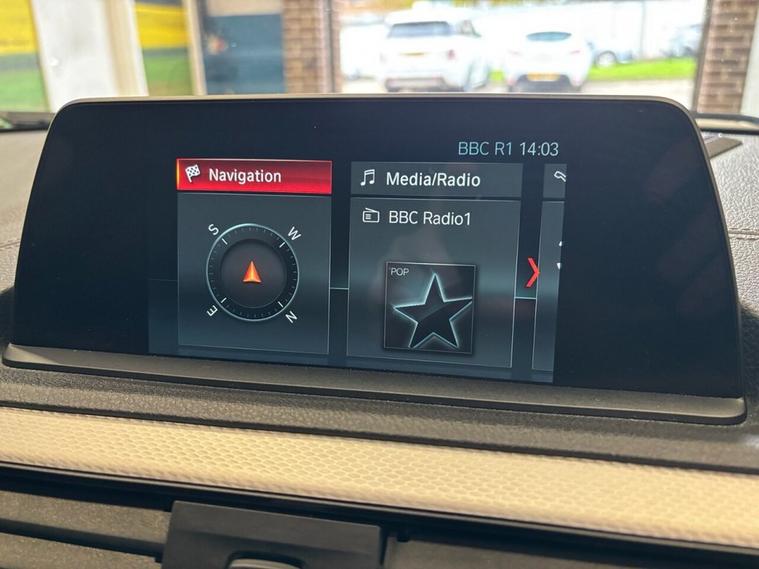 BBC R1 14:03
Navigation
Media/Radio
BBC Radio1
S
W
E
N
POP